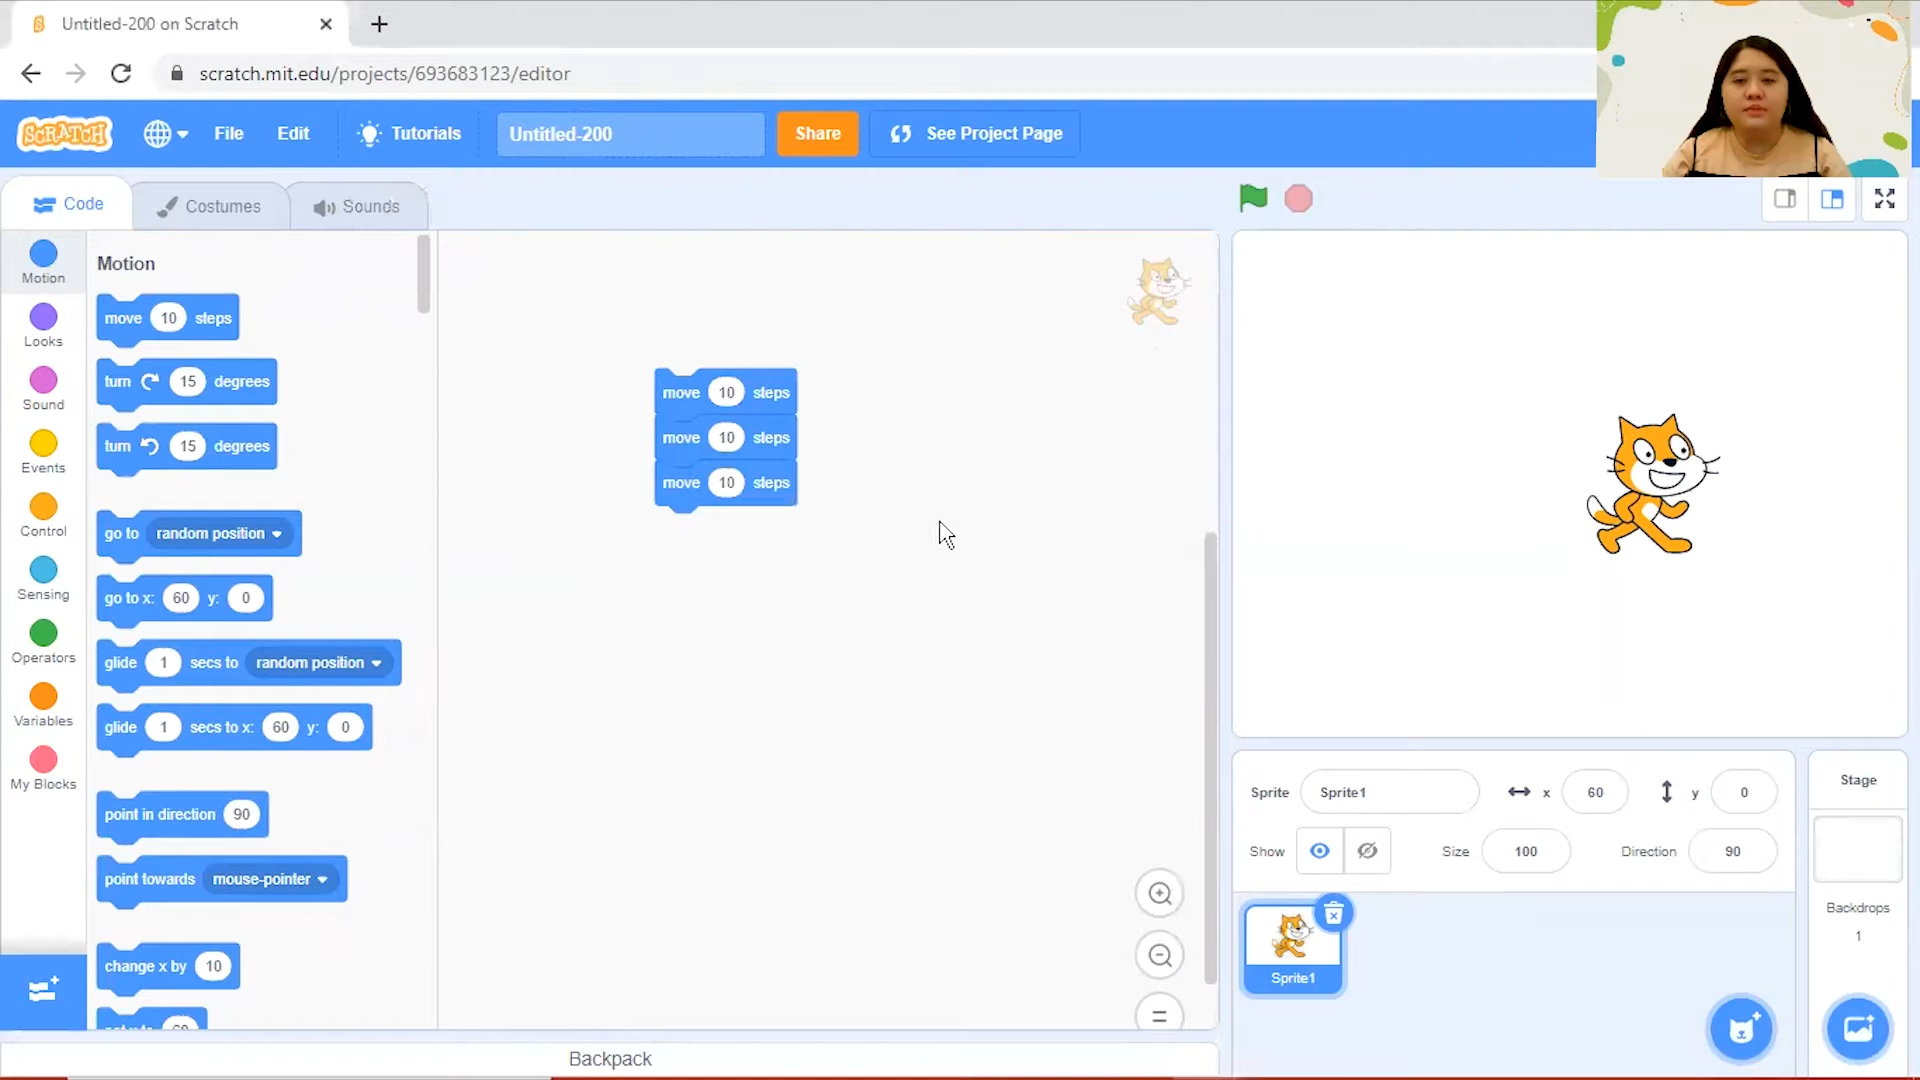 Untitled-200 on Scratch
scratch.mit.edu/projects/693683123/editor
SCRATCH
File
Edit
Tutorials
Untitled-200
Share
See Project Page
Code
Costumes
Sounds
Motion
Looks
Sound
Events
Control
Sensing
Operators
Variables
My Blocks
Motion
move 10 steps
turn 15 degrees
turn 15 degrees
go to random position
go to x: 60 y: 0
glide 1 secs to random position
glide 1 secs to x: 60 y: 0
point in direction 90
point towards mouse-pointer
change x by 10
move 10 steps
move 10 steps
move 10 steps
Backpack
Sprite Sprite1 x 60 y 0
Show Size 100 Direction 90
Sprite1
Stage
Backdrops
1